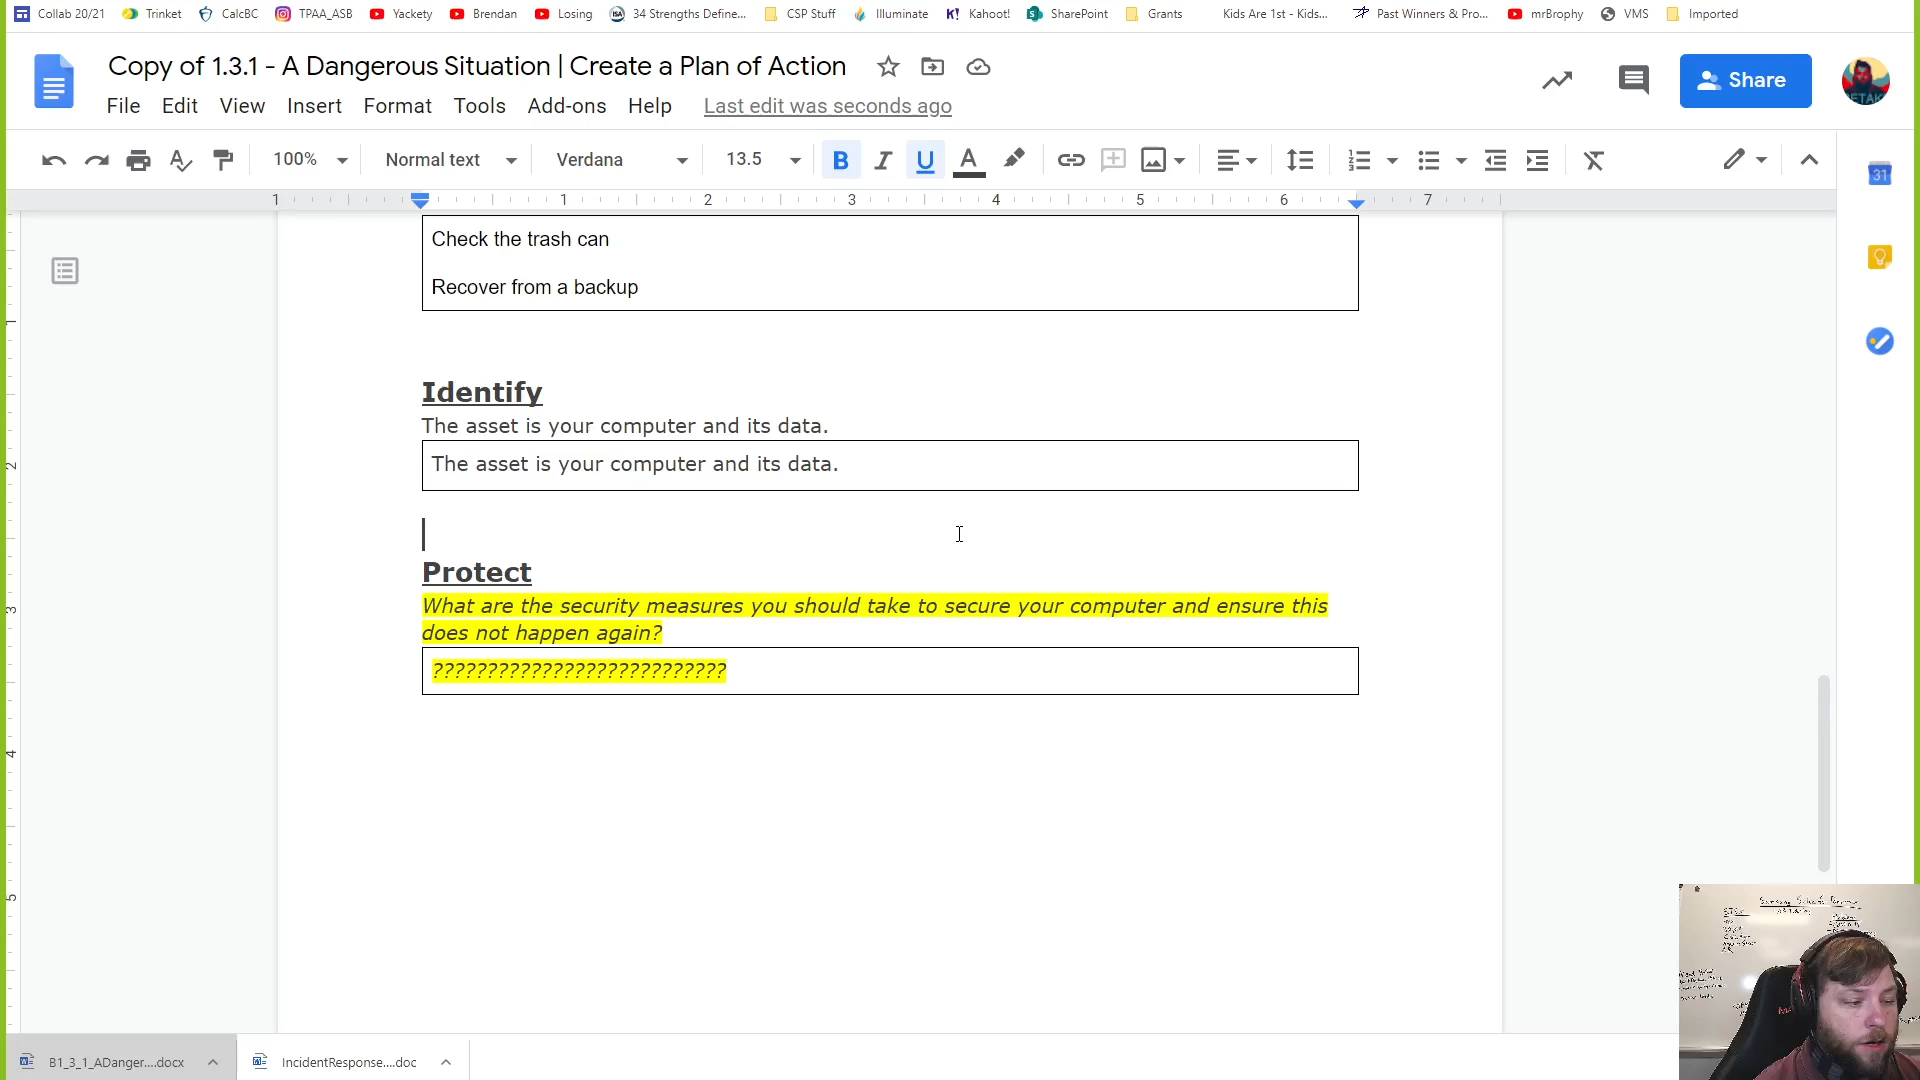 Collab 20/21 Trinket CalcBC TPAA_ASB Yackety Brendan Losing 34 Strengths Define... CSP Stuff Illuminate Kahoot! SharePoint Grants Kids Are 1st - Kids... Past Winners & Pro... mrBrophy VMS Imported
Copy of 1.3.1 - A Dangerous Situation | Create a Plan of Action
Share
File Edit View Insert Format Tools Add-ons Help Last edit was seconds ago
100% Normal text Verdana 13.5 B I U A
1 1 2 3 4 5 6 7
31
Check the trash can
Recover from a backup
1
Identify
The asset is your computer and its data.
2
The asset is your computer and its data.
Protect
3
What are the security measures you should take to secure your computer and ensure this
does not happen again?
???????????????????????????
4
5
B1_3_1_ADanger....docx IncidentResponse....doc